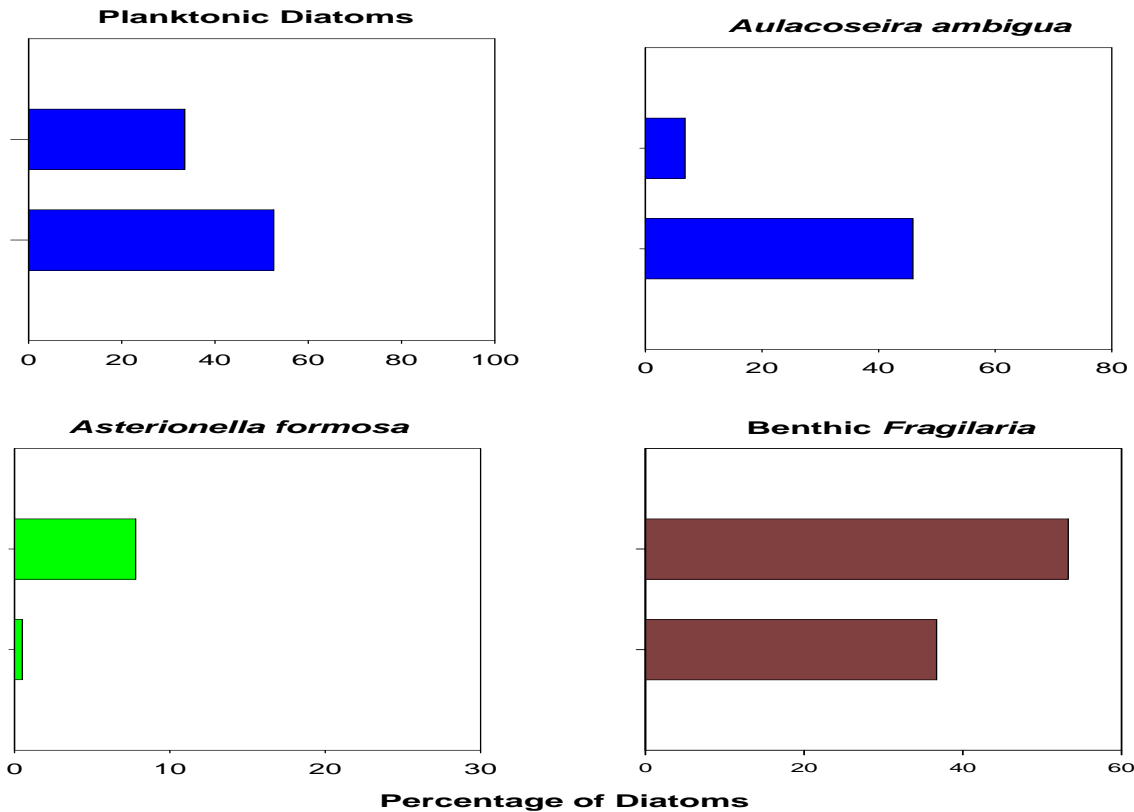 Planktonic Diatoms
Aulacoseira ambigua
0 20 40 60 80 100
0 20 40 60 80
Asterionella formosa
Benthic Fragilaria
0 10 20 30
0 20 40 60
Percentage of Diatoms